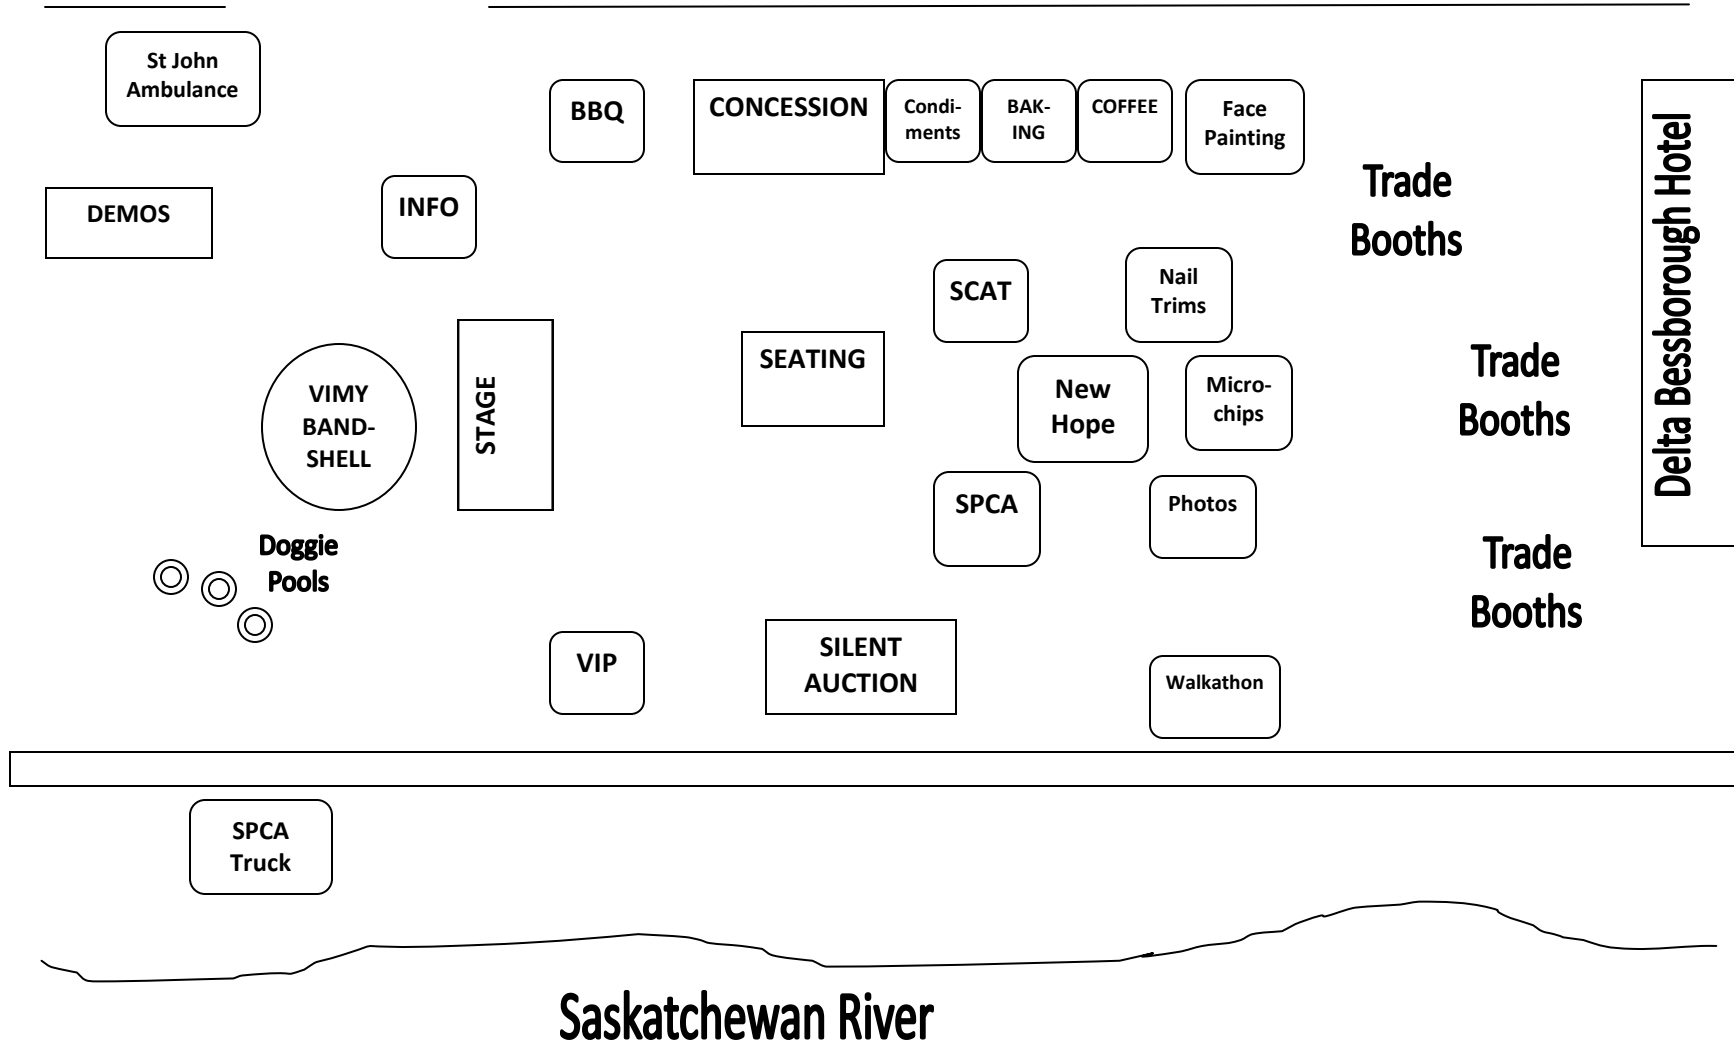 St John
Ambulance
BBQ
CONCESSION
Condi-
ments
BAK-
ING
COFFEE
Face
Painting
Trade
Booths
Delta Bessborough Hotel
DEMOS
INFO
SCAT
Nail
Trims
VIMY
BAND-
SHELL
STAGE
SEATING
New
Hope
Micro-
chips
Trade
Booths
SPCA
Photos
Doggie
Pools
Trade
Booths
VIP
SILENT
AUCTION
Walkathon
SPCA
Truck
Saskatchewan River